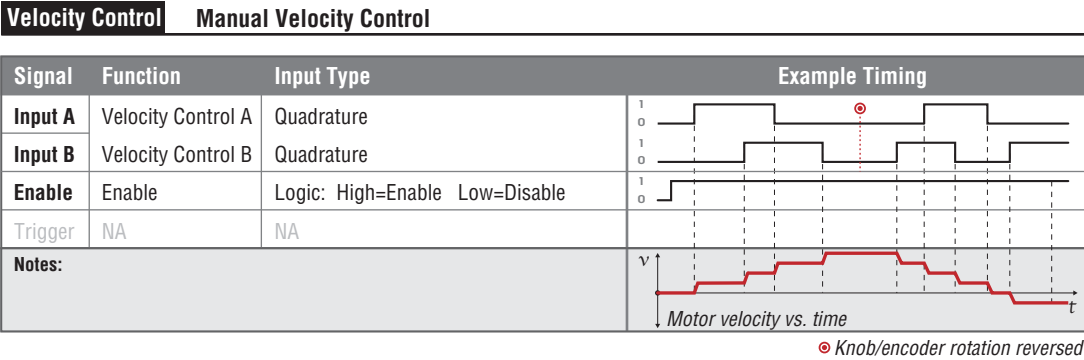 Velocity Control Manual Velocity Control
Signal Function Input Type Example Timing
Input A Velocity Control A Quadrature 1 0
Input B Velocity Control B Quadrature 1 0
Enable Enable Logic: High=Enable Low=Disable 1 0
Trigger NA NA
Notes: v
t
Motor velocity vs. time
Knob/encoder rotation reversed